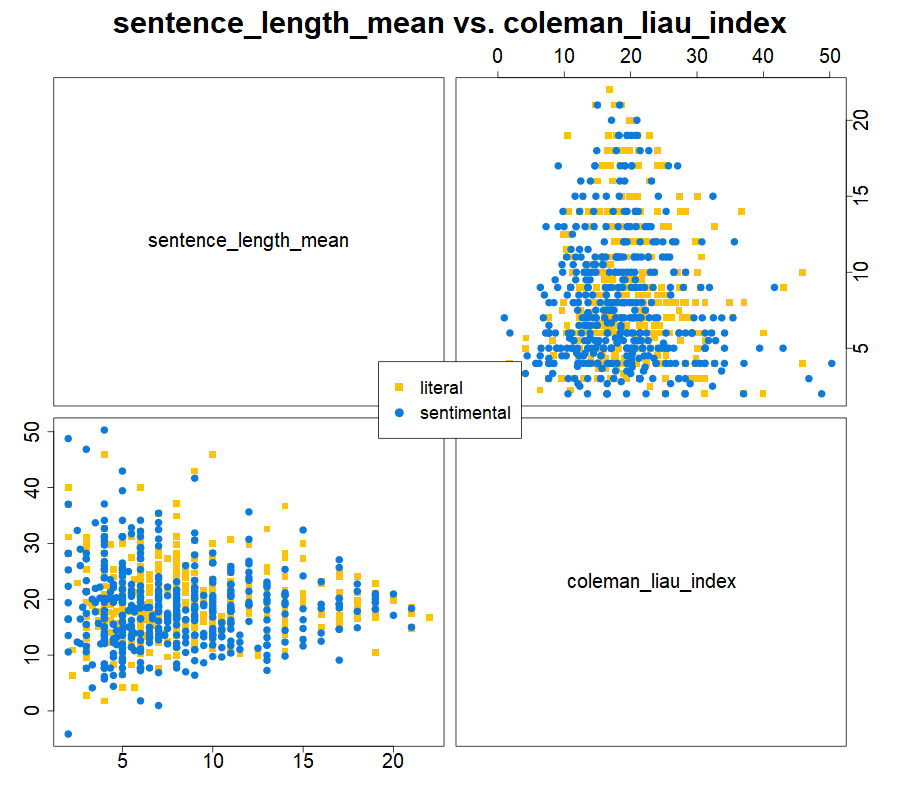 sentence_length_mean vs. coleman_liau_index
0 10 20 30 40 50
sentence_length_mean
5 10 15 20
literal
sentimental
0 10 20 30 40 50
coleman_liau_index
5 10 20